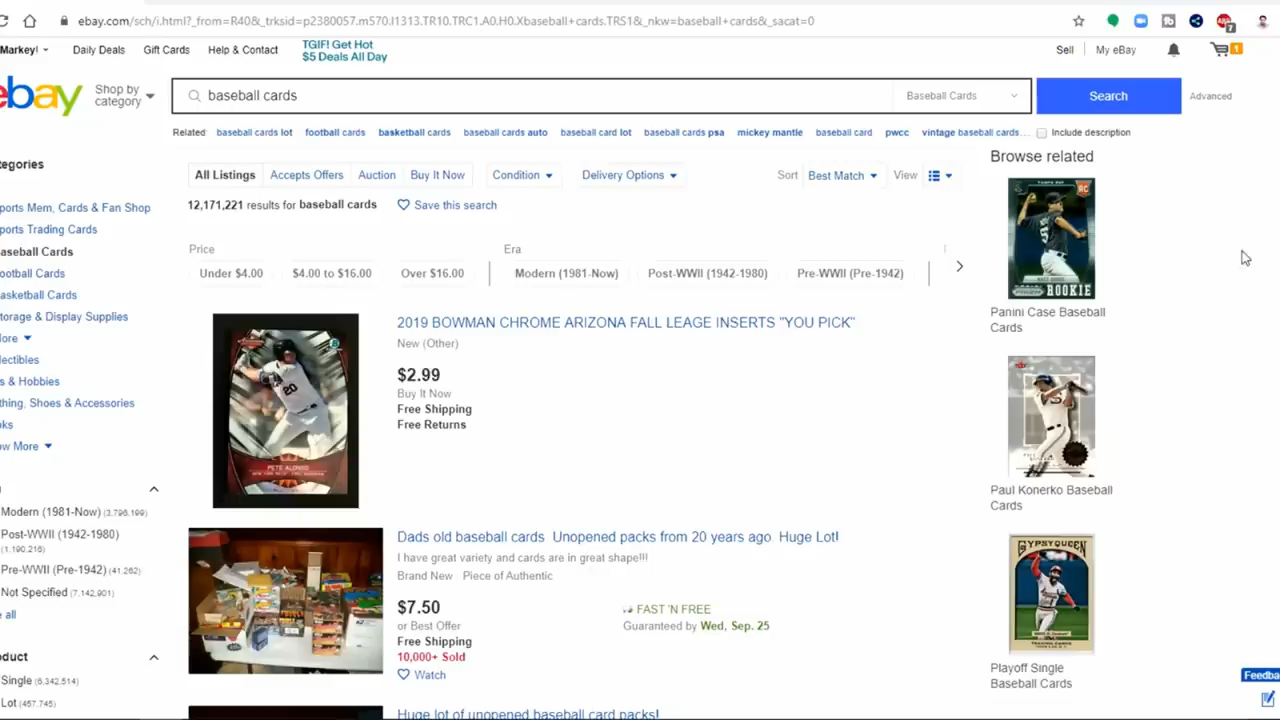 ebay.com/sch/i.html?_from=R40&_trksid=p2380057.m570.l1313.TR10.TRC1.A0.H0.Xbaseball+cards.TRS1&_nkw=baseball+cards&_sacat=0
Markey!
Daily Deals
Gift Cards
Help & Contact
TGIF! Get Hot
$5 Deals All Day
Sell
My eBay
1
ebay
Shop by
category
baseball cards
Baseball Cards
Search
Advanced
Related:
baseball cards lot
football cards
basketball cards
baseball cards auto
baseball card lot
baseball cards psa
mickey mantle
baseball card
pwcc
vintage baseball cards...
Include description
tegories
ports Mem, Cards & Fan Shop
ports Trading Cards
aseball Cards
ootball Cards
asketball Cards
torage & Display Supplies
ore
lectibles
s & Hobbies
thing, Shoes & Accessories
ks
ow More
Modern (1981-Now) (3,796,199)
Post-WWII (1942-1980)
(1,190,216)
Pre-WWII (Pre-1942) (41,262)
Not Specified (7,142,901)
e all
oduct
Single (6,342,514)
Lot (457,745)
All Listings
Accepts Offers
Auction
Buy It Now
Condition
Delivery Options
Sort
Best Match
View
12,171,221 results for baseball cards
Save this search
Price
Under $4.00
$4.00 to $16.00
Over $16.00
Era
Modern (1981-Now)
Post-WWII (1942-1980)
Pre-WWII (Pre-1942)
PETE ALONSO
2019 BOWMAN CHROME ARIZONA FALL LEAGE INSERTS "YOU PICK"
New (Other)
$2.99
Buy It Now
Free Shipping
Free Returns
Dads old baseball cards Unopened packs from 20 years ago Huge Lot!
I have great variety and cards are in great shape!!!
Brand New Piece of Authentic
$7.50
or Best Offer
Free Shipping
10,000+ Sold
Watch
FAST 'N FREE
Guaranteed by Wed, Sep. 25
Huge lot of unopened baseball card packs!
Browse related
RC
ROOKIE
Panini Case Baseball
Cards
Paul Konerko Baseball
Cards
GYPSY QUEEN
Playoff Single
Baseball Cards
Feedba